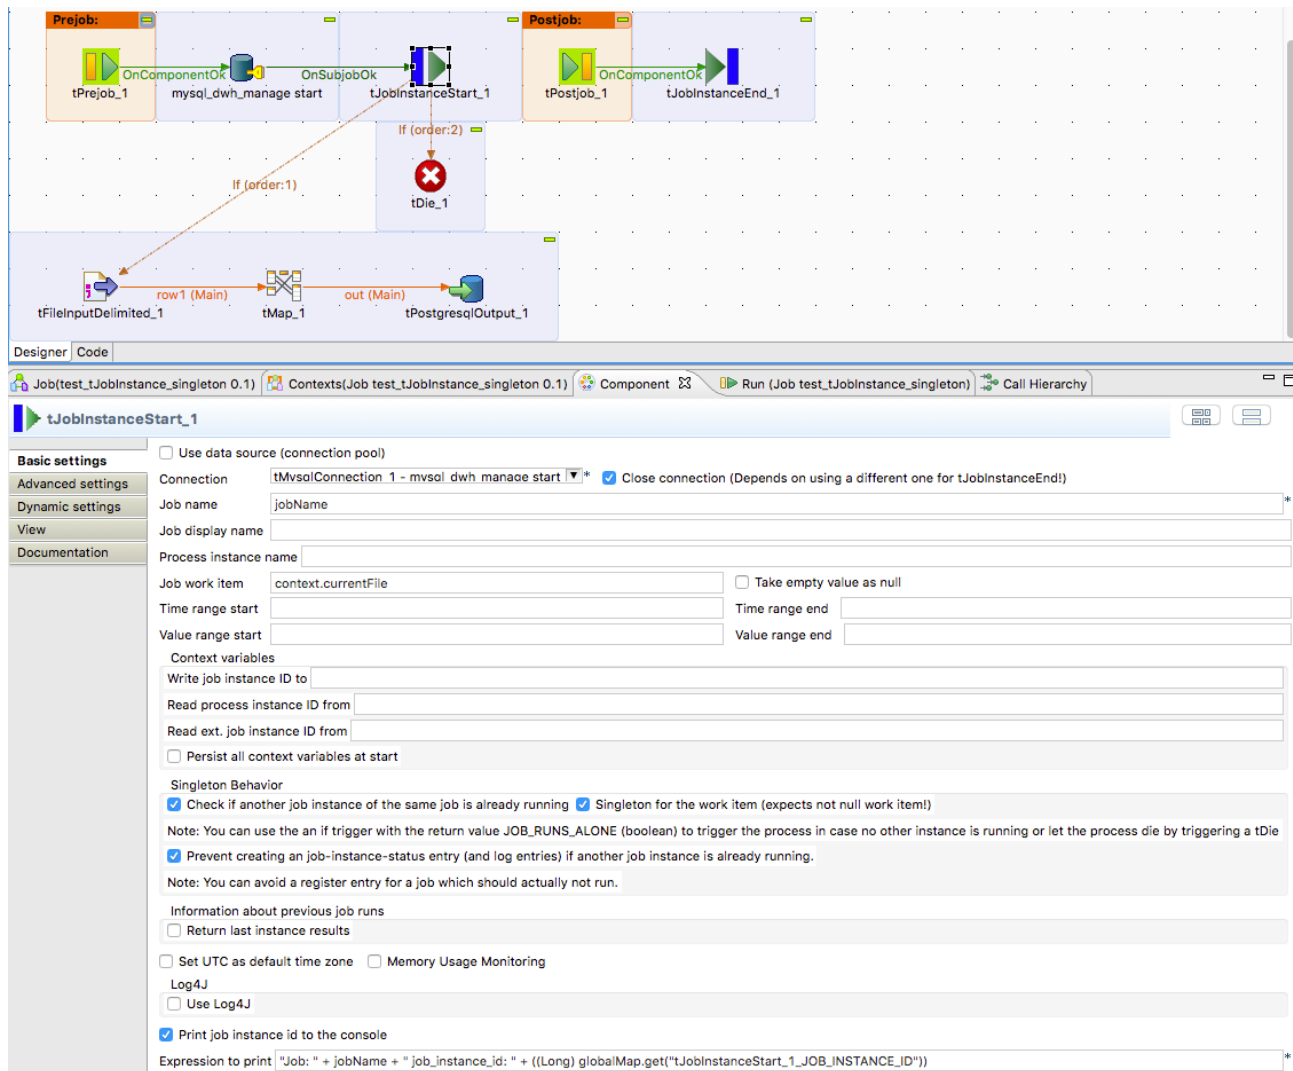 Prejob:
Postjob:
OnComponentOk
OnSubjobOk
OnComponentOk
tPrejob_1
mysql_dwh_manage start
tJobInstanceStart_1
tPostjob_1
tJobInstanceEnd_1
If (order:2)
If (order:1)
tDie_1
row1 (Main)
out (Main)
tFileInputDelimited_1
tMap_1
tPostgresqlOutput_1
Designer
Code
Job(test_tJobInstance_singleton 0.1)
Contexts(Job test_tJobInstance_singleton 0.1)
Component
Run (Job test_tJobInstance_singleton)
Call Hierarchy
tJobInstanceStart_1
Basic settings
Advanced settings
Dynamic settings
View
Documentation
Use data source (connection pool)
Connection tMysqlConnection_1 - mysql_dwh_manage start * Close connection (Depends on using a different one for tJobInstanceEnd!)
Job name jobName *
Job display name
Process instance name
Job work item context.currentFile Take empty value as null
Time range start Time range end
Value range start Value range end
Context variables
Write job instance ID to
Read process instance ID from
Read ext. job instance ID from
Persist all context variables at start
Singleton Behavior
Check if another job instance of the same job is already running Singleton for the work item (expects not null work item!)
Note: You can use the an if trigger with the return value JOB_RUNS_ALONE (boolean) to trigger the process in case no other instance is running or let the process die by triggering a tDie
Prevent creating an job-instance-status entry (and log entries) if another job instance is already running.
Note: You can avoid a register entry for a job which should actually not run.
Information about previous job runs
Return last instance results
Set UTC as default time zone Memory Usage Monitoring
Log4J
Use Log4J
Print job instance id to the console
Expression to print "Job: " + jobName + " job_instance_id: " + ((Long) globalMap.get("tJobInstanceStart_1_JOB_INSTANCE_ID")) *